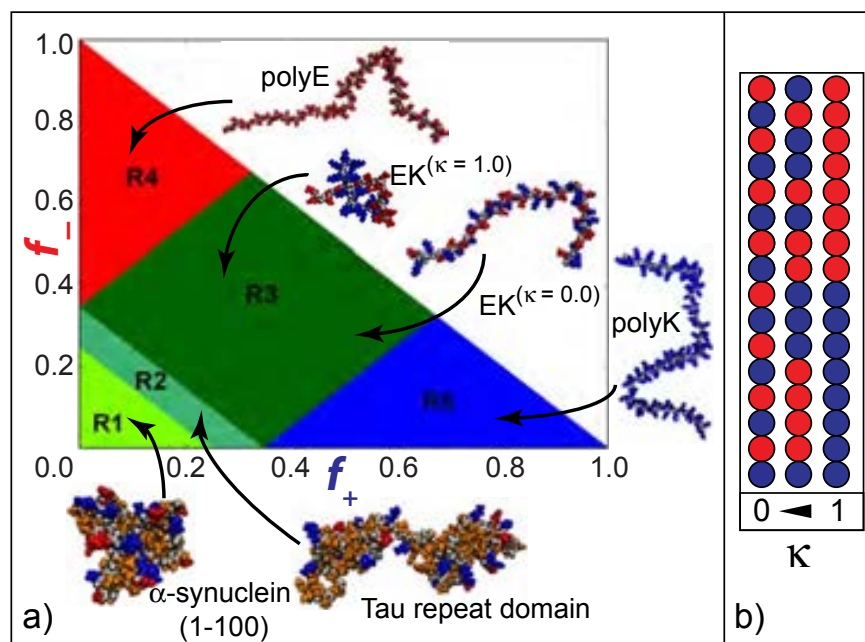 1.0
polyE
0.8
R4
EK(κ = 1.0)
0.6
f_
R3
0.4
EK(κ = 0.0)
polyK
0.2
R2
R1
0.0
0.2
0.4
0.6
0.8
1.0
f+
α-synuclein
(1-100)
Tau repeat domain
a)
0 ◄ 1
κ
b)